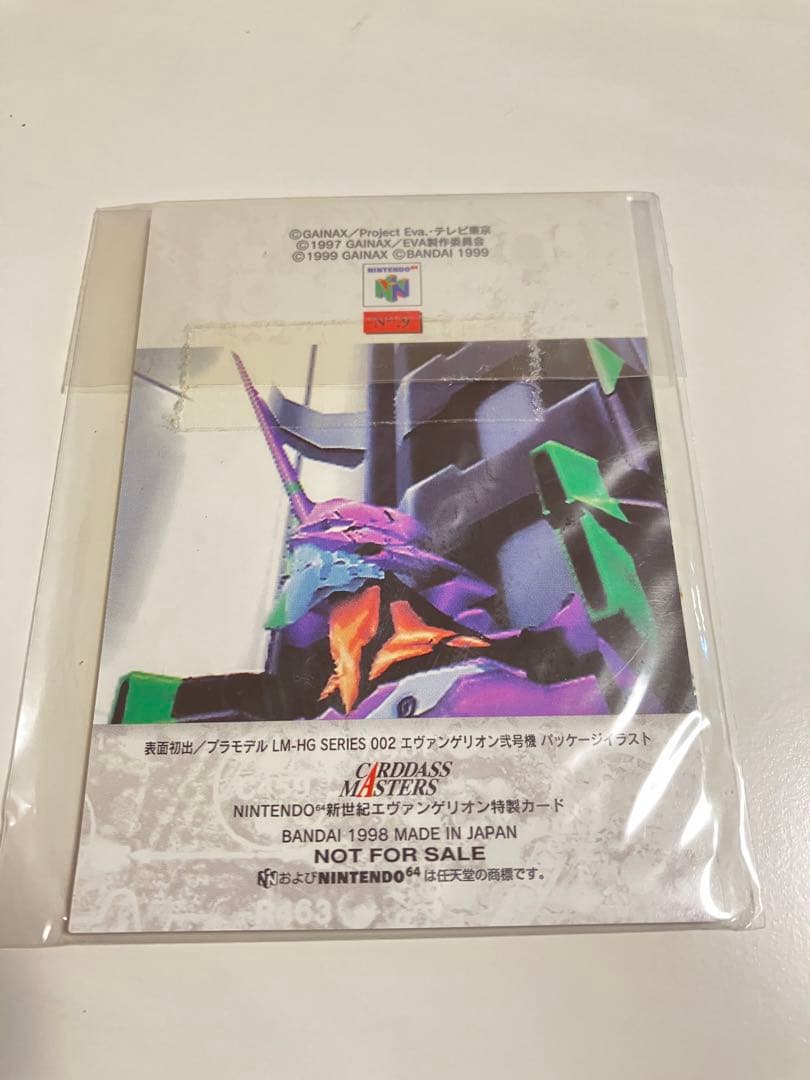 ©GAINAX／Project Eva.・テレビ東京
©1997 GAINAX／EVA製作委員会
©1999 GAINAX ©BANDAI 1999
NINTENDO64
表面初出／プラモデル LM-HG SERIES 002 エヴァンゲリオン弐号機 パッケージイラスト
CARDDASS
MASTERS
NINTENDO64新世紀エヴァンゲリオン特製カード
BANDAI 1998 MADE IN JAPAN
NOT FOR SALE
およびNINTENDO64は任天堂の商標です。